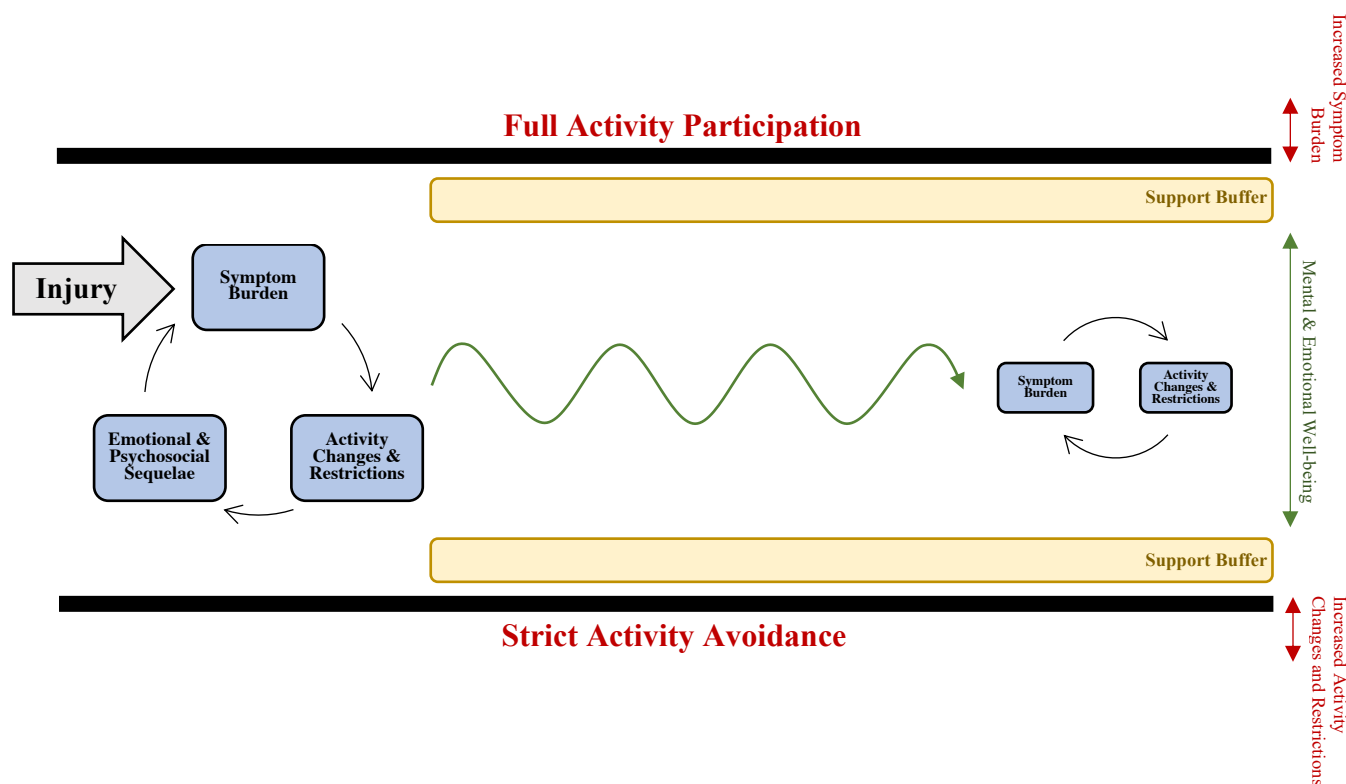 Increased Symptom
Burden
Full Activity Participation
Support Buffer
Injury
Symptom
Burden
Mental & Emotional Well-being
Symptom
Burden
Activity
Changes &
Restrictions
Emotional &
Psychosocial
Sequelae
Activity
Changes &
Restrictions
Support Buffer
Strict Activity Avoidance
Increased Activity
Changes and Restrictions